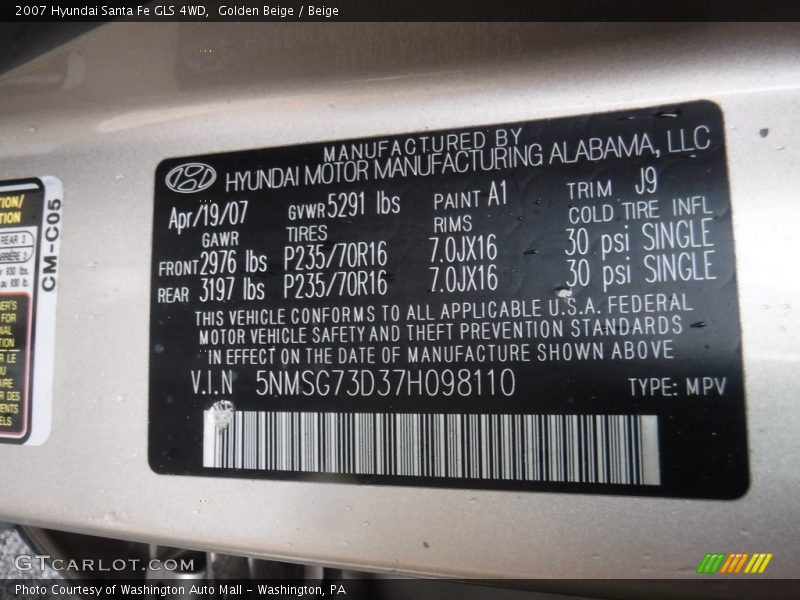 2007 Hyundai Santa Fe GLS 4WD,  Golden Beige / Beige
MANUFACTURED BY
HYUNDAI MOTOR MANUFACTURING ALABAMA, LLC
Apr/19/07 GVWR 5291 lbs PAINT A1 TRIM J9
GAWR TIRES RIMS COLD TIRE INFL
FRONT 2976 lbs P235/70R16 7.0JX16 30 psi SINGLE
REAR 3197 lbs P235/70R16 7.0JX16 30 psi SINGLE
THIS VEHICLE CONFORMS TO ALL APPLICABLE U.S.A. FEDERAL
MOTOR VEHICLE SAFETY AND THEFT PREVENTION STANDARDS
IN EFFECT ON THE DATE OF MANUFACTURE SHOWN ABOVE
V.I.N 5NMSG73D37H098110 TYPE: MPV
CM-C05
REAR 3
GTCARLOT.COM
Photo Courtesy of Washington Auto Mall - Washington, PA